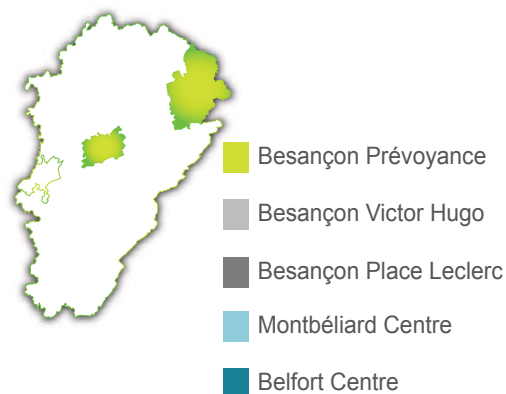 Besançon Prévoyance
Besançon Victor Hugo
Besançon Place Leclerc
Montbéliard Centre
Belfort Centre